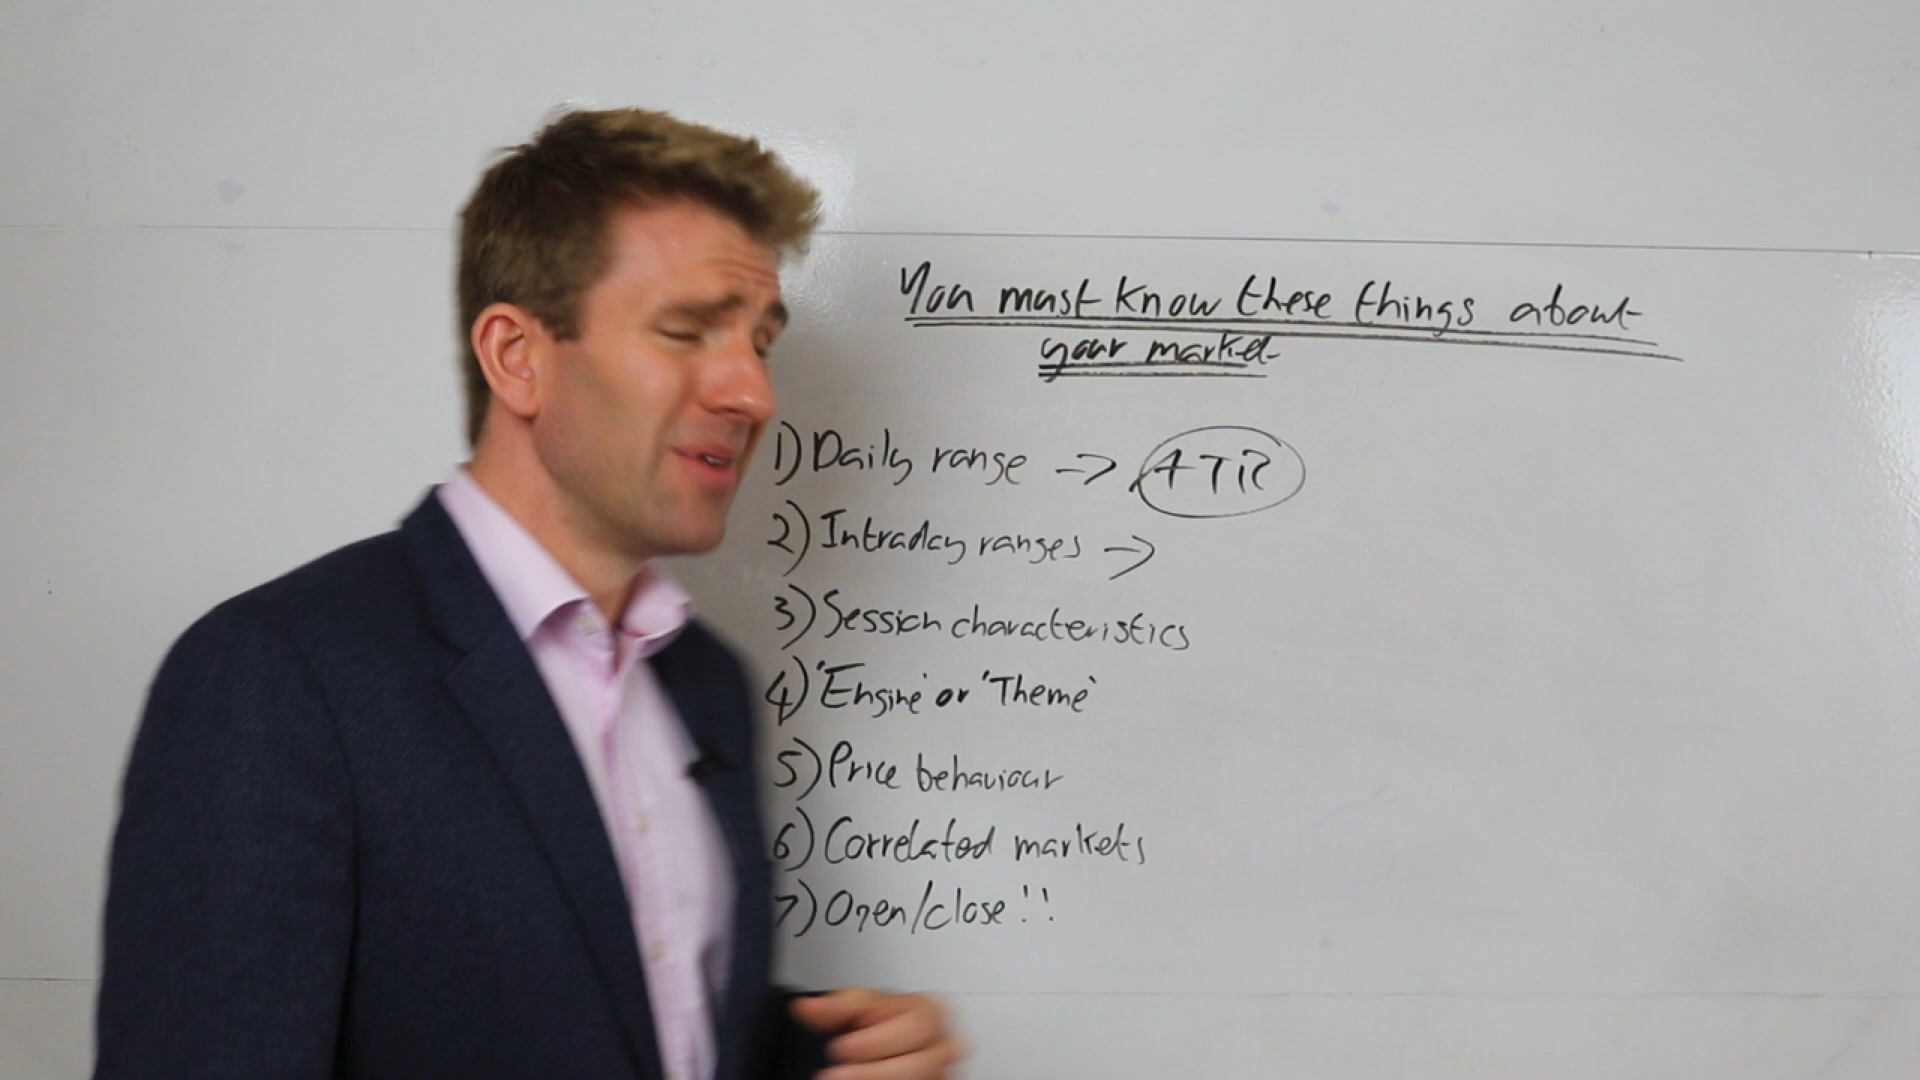 You must know these things about
your market
1) Daily range -> ATR
2) Intraday ranges ->
3) Session characteristics
4) 'Engine' or 'Theme'
5) Price behaviour
6) Correlated markets
7) Open/close!!